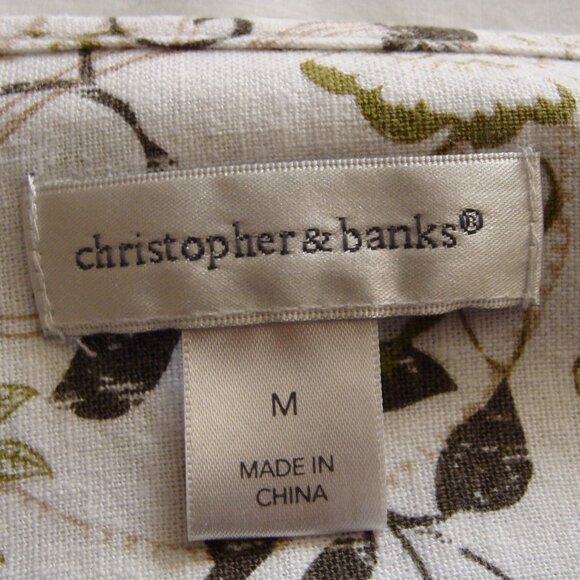 christopher & banks®
M
MADE IN
CHINA